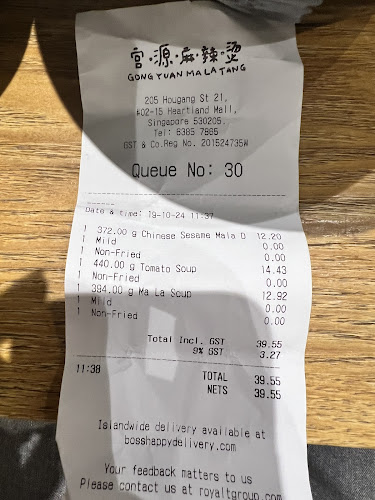 宫·源·麻·辣·烫
GONG YUAN MA LA TANG
205 Hougang St 21,
#02-15 Heartland Mall,
Singapore 530205.
Tel: 6385 7865
GST & Co.Reg No. 201524735W
Queue No: 30
Date & time: 19-10-24 11:37
1 372.00 g Chinese Sesame Mala D 12.20
1 Mild 0.00
1 Non-Fried 0.00
1 440.00 g Tomato Soup 14.43
1 Non-Fried 0.00
1 394.00 g Ma La Soup 12.92
1 Mild 0.00
1 Non-Fried 0.00
Total Incl. GST 39.55
9% GST 3.27
11:38 TOTAL 39.55
NETS 39.55
Islandwide delivery available at
bosshappydelivery.com
Your feedback matters to us
Please contact us at royaltgroup.com